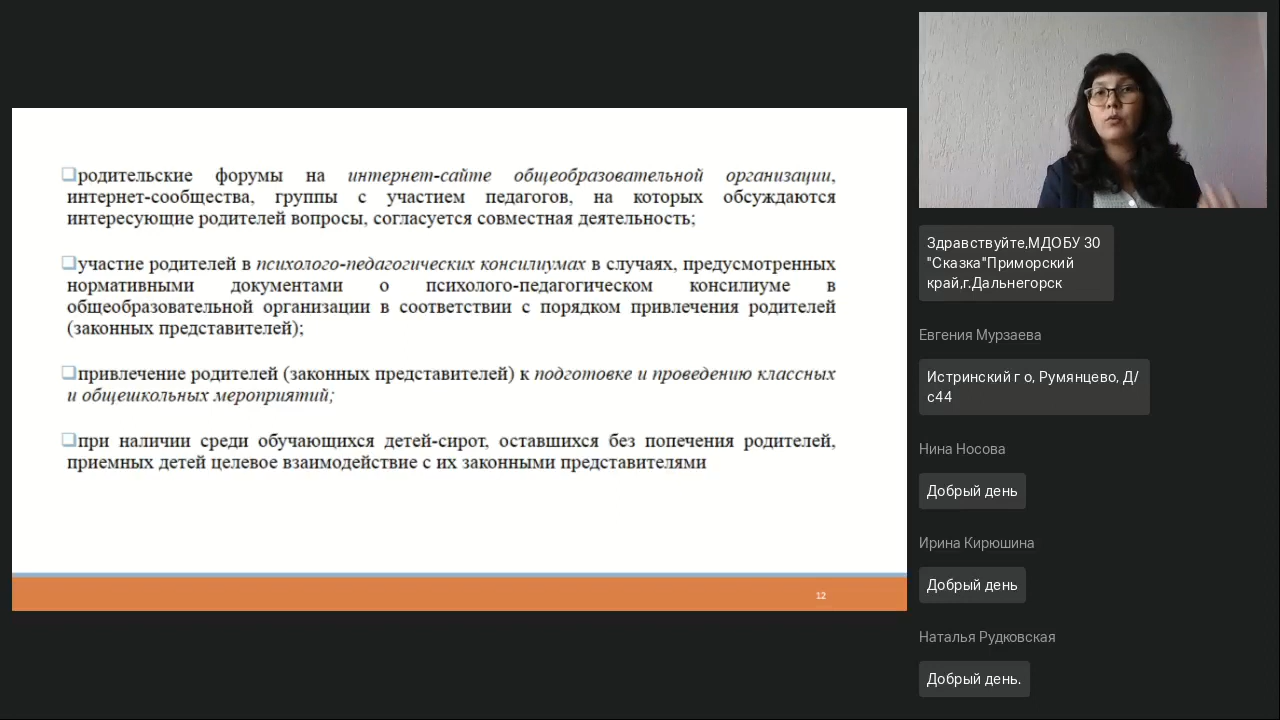 родительские форумы на интернет-сайте общеобразовательной организации,
интернет-сообщества, группы с участием педагогов, на которых обсуждаются
интересующие родителей вопросы, согласуется совместная деятельность;
участие родителей в психолого-педагогических консилиумах в случаях, предусмотренных
нормативными документами о психолого-педагогическом консилиуме в
общеобразовательной организации в соответствии с порядком привлечения родителей
(законных представителей);
привлечение родителей (законных представителей) к подготовке и проведению классных
и общешкольных мероприятий;
при наличии среди обучающихся детей-сирот, оставшихся без попечения родителей,
приемных детей целевое взаимодействие с их законными представителями
12
Здравствуйте,МДОБУ 30
"Сказка"Приморский
край,г.Дальнегорск
Евгения Мурзаева
Истринский г о, Румянцево, Д/
с44
Нина Носова
Добрый день
Ирина Кирюшина
Добрый день
Наталья Рудковская
Добрый день.